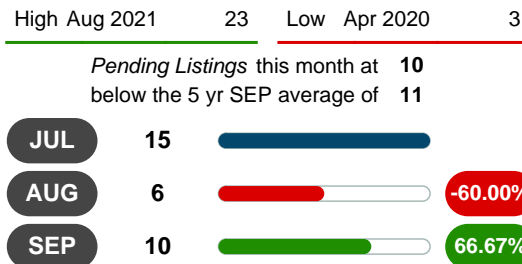 High Aug 2021 23 Low Apr 2020 3
Pending Listings this month at 10
below the 5 yr SEP average of 11
JUL 15
AUG 6 -60.00%
SEP 10 66.67%